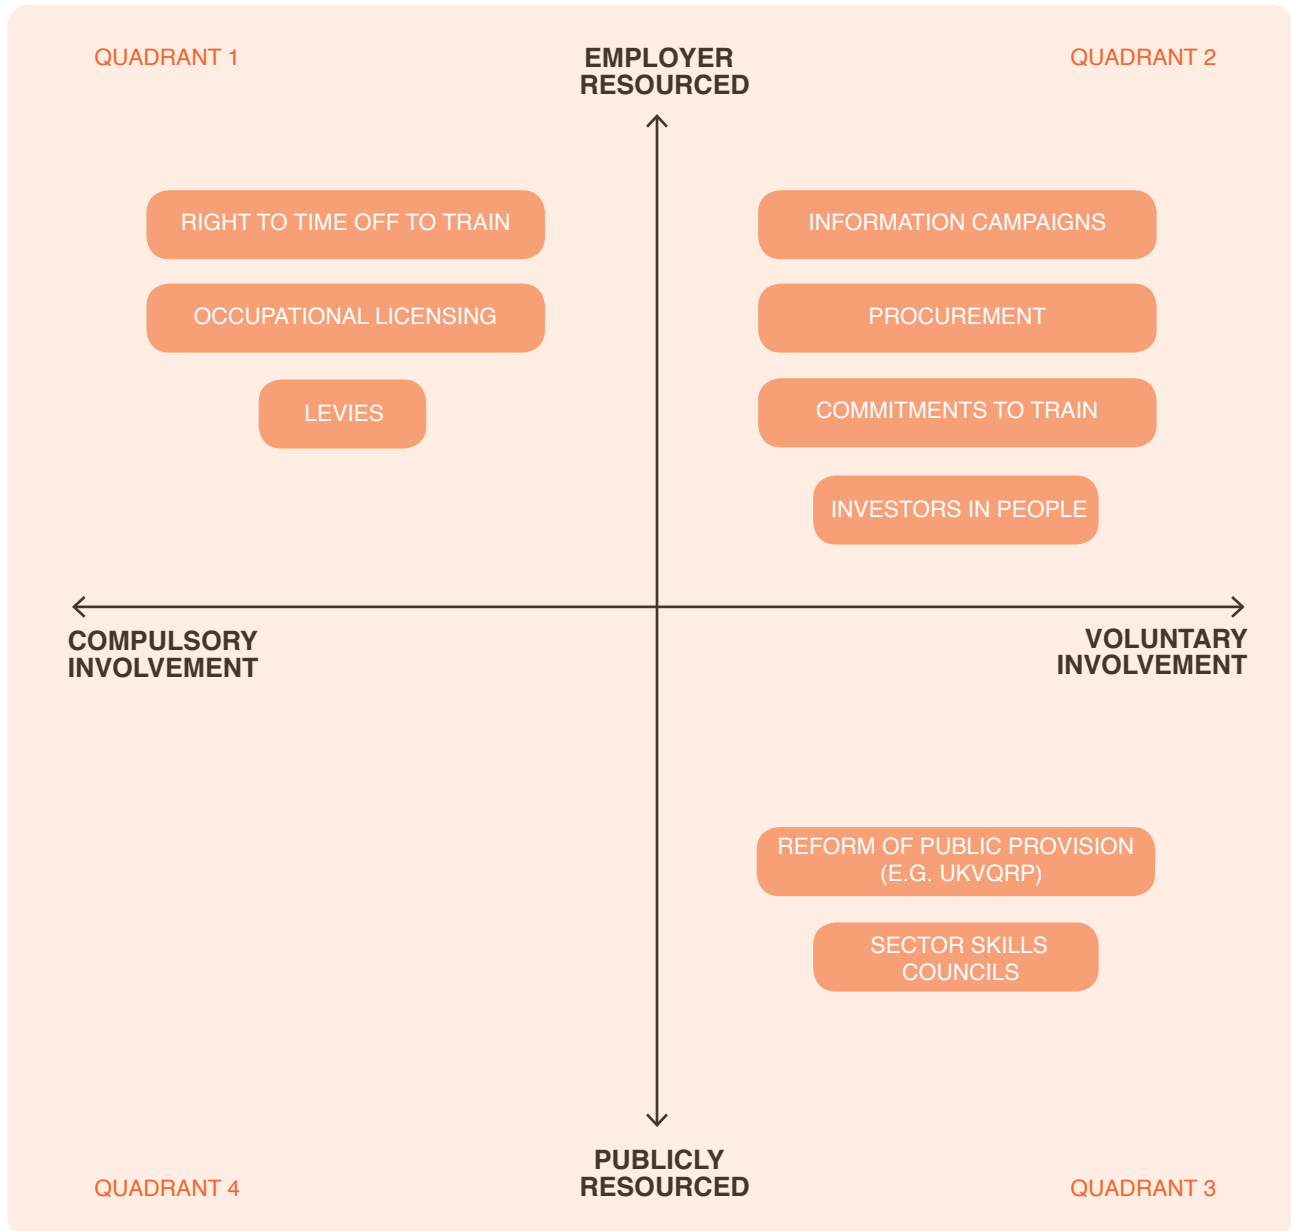 QUADRANT 1
EMPLOYER
RESOURCED
QUADRANT 2
RIGHT TO TIME OFF TO TRAIN
OCCUPATIONAL LICENSING
LEVIES
INFORMATION CAMPAIGNS
PROCUREMENT
COMMITMENTS TO TRAIN
INVESTORS IN PEOPLE
COMPULSORY
INVOLVEMENT
VOLUNTARY
INVOLVEMENT
REFORM OF PUBLIC PROVISION
(E.G. UKVQRP)
SECTOR SKILLS
COUNCILS
QUADRANT 4
PUBLICLY
RESOURCED
QUADRANT 3